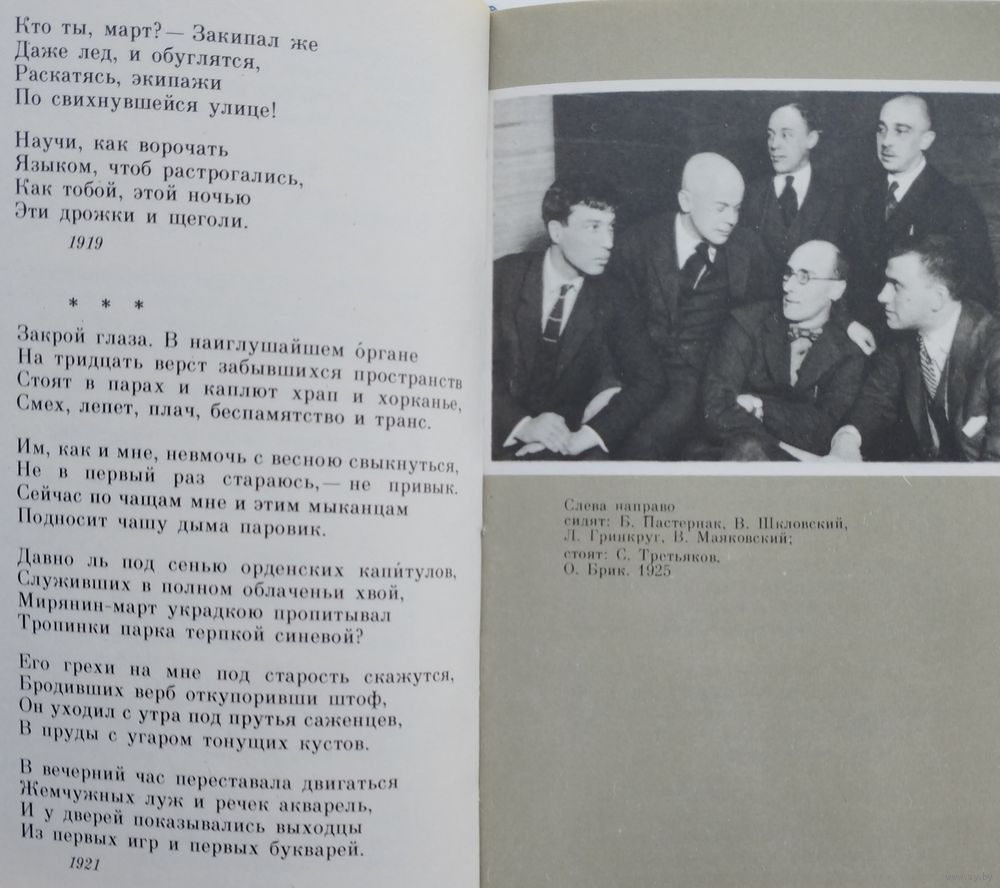 Кто ты, март? — Закипал же
Даже лед, и обуглятся,
Раскатясь, экипажи
По свихнувшейся улице!
Научи, как ворочать
Языком, чтоб растрогались,
Как тобой, этой ночью
Эти дрожки и щеголи.
1919
* * *
Закрой глаза. В наиглушайшем о́ргане
На тридцать верст забывшихся пространств
Стоят в парах и каплют храп и хорканье,
Смех, лепет, плач, беспамятство и транс.
Им, как и мне, невмочь с весною свыкнуться,
Не в первый раз стараюсь, — не привык.
Сейчас по чащам мне и этим мыканцам
Подносит чашу дыма паровик.
Давно ль под сенью орденских капи́тулов,
Служивших в полном облаченьи хвой,
Мирянин-март украдкою пропитывал
Тропинки парка терпкой синевой?
Его грехи на мне под старость скажутся,
Бродивших верб откупоривши штоф,
Он уходил с утра под прутья саженцев,
В пруды с угаром тонущих кустов.
В вечерний час переставала двигаться
Жемчужных луж и речек акварель,
И у дверей показывались выходцы
Из первых игр и первых букварей.
1921
Слева направо
сидят: Б. Пастернак, В. Шкловский,
Л. Гринкруг, В. Маяковский;
стоят: С. Третьяков,
О. Брик. 1925
www.ay.by